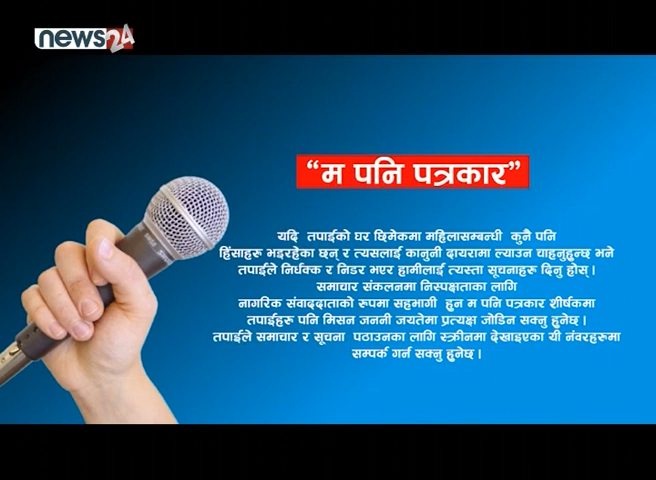 news24
“म पनि पत्रकार”
यदि तपाईको घर छिमेकमा महिलासम्बन्धी कुनै पनि
हिंसाहरु भइरहेका छन् र त्यसलाई कानुनी दायरामा ल्याउन चाहनुहुन्छ भने
तपाईले निर्धक्क र निडर भएर हामीलाई त्यस्ता सूचनाहरु दिनु होस् ।
समाचार संकलनमा निस्पक्षताका लागि
नागरिक संवाददाताको रुपमा सहभागी हुन म पनि पत्रकार शीर्षकमा
तपाईहरु पनि मिसन जननी जयतेमा प्रत्यक्ष जोडिन सक्नु हुनेछ ।
तपाईले समाचार र सूचना पठाउनका लागि स्क्रीनमा देखाइएका यी नंवरहरुमा
सम्पर्क गर्न सक्नु हुनेछ ।